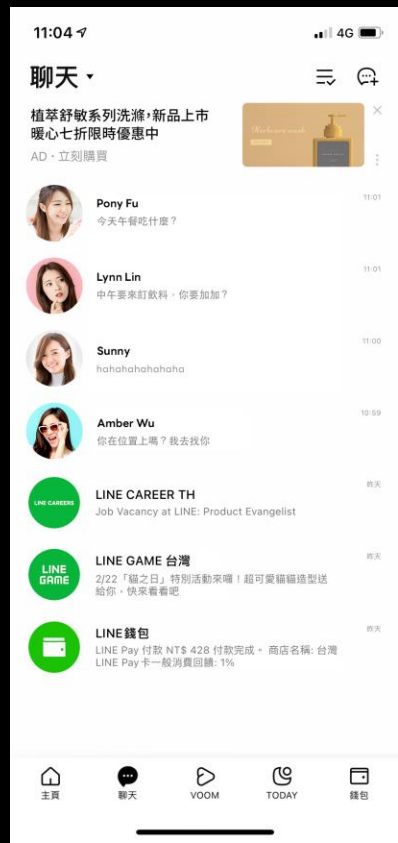 11:04
4G
聊天
植萃舒敏系列洗滌,新品上市
暖心七折限時優惠中
AD・立刻購買
Pony Fu
11:01
今天午餐吃什麼?
Lynn Lin
11:01
中午要來訂飲料,你要加加?
Sunny
11:00
hahahahahahaha
Amber Wu
10:59
你在位置上嗎?我去找你
LINE CAREERS
LINE CAREER TH
昨天
Job Vacancy at LINE: Product Evangelist
LINE
GAME
LINE GAME 台灣
昨天
2/22「貓之日」特別活動來囉!超可愛貓貓造型送
給你,快來看看吧
LINE錢包
昨天
LINE Pay 付款 NT$ 428 付款完成。 商店名稱: 台灣
LINE Pay 卡一般消費回饋: 1%
主頁
聊天
VOOM
TODAY
錢包